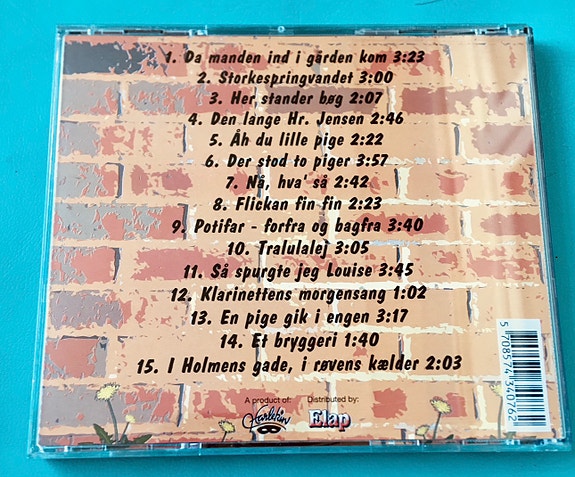 1. Da manden ind i gården kom 3:23
2. Storkespringvandet 3:00
3. Her stander bøg 2:07
4. Den lange Hr. Jensen 2:46
5. Åh du lille pige 2:22
6. Der stod to piger 3:57
7. Nå, hva' så 2:42
8. Flickan fin fin 2:23
9. Potifar - forfra og bagfra 3:40
10. Tralulalej 3:05
11. Så spurgte jeg Louise 3:45
12. Klarinettens morgensang 1:02
13. En pige gik i engen 3:17
14. Et bryggeri 1:40
15. I Holmens gade, i røvens kælder 2:03
A product of: Distributed by:
Elap
5 708574 340762